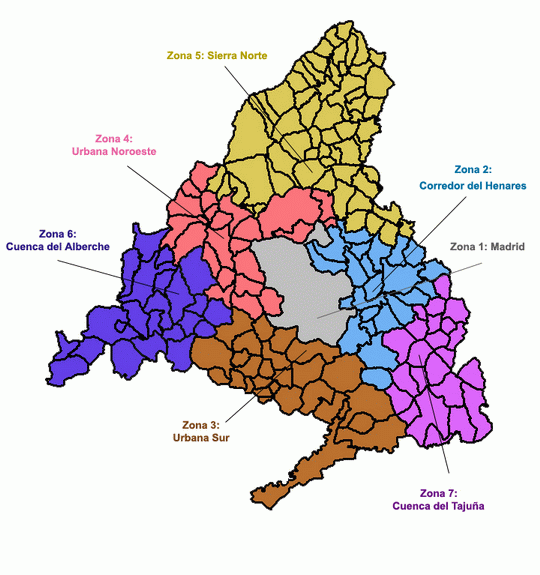 Zona 5: Sierra Norte
Zona 4:
Urbana Noroeste
Zona 2:
Corredor del Henares
Zona 6:
Cuenca del Alberche
Zona 1: Madrid
Zona 3:
Urbana Sur
Zona 7:
Cuenca del Tajuña